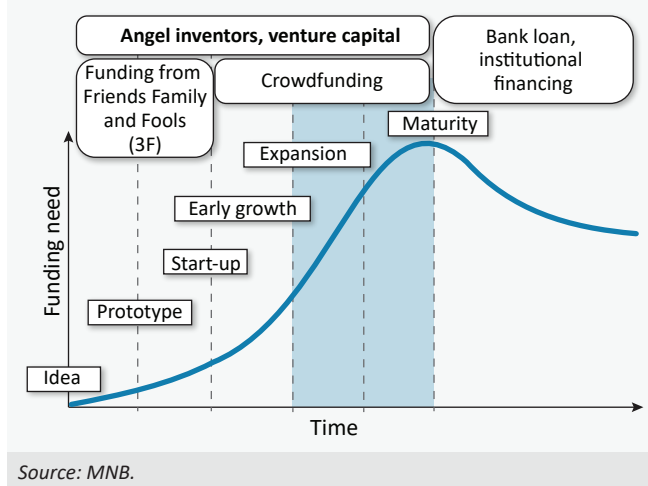 Angel inventors, venture capital
Bank loan,
institutional
financing
Funding from
Friends Family
and Fools
(3F)
Crowdfunding
Maturity
Expansion
Early growth
Start-up
Prototype
Idea
Funding need
Time
Source: MNB.